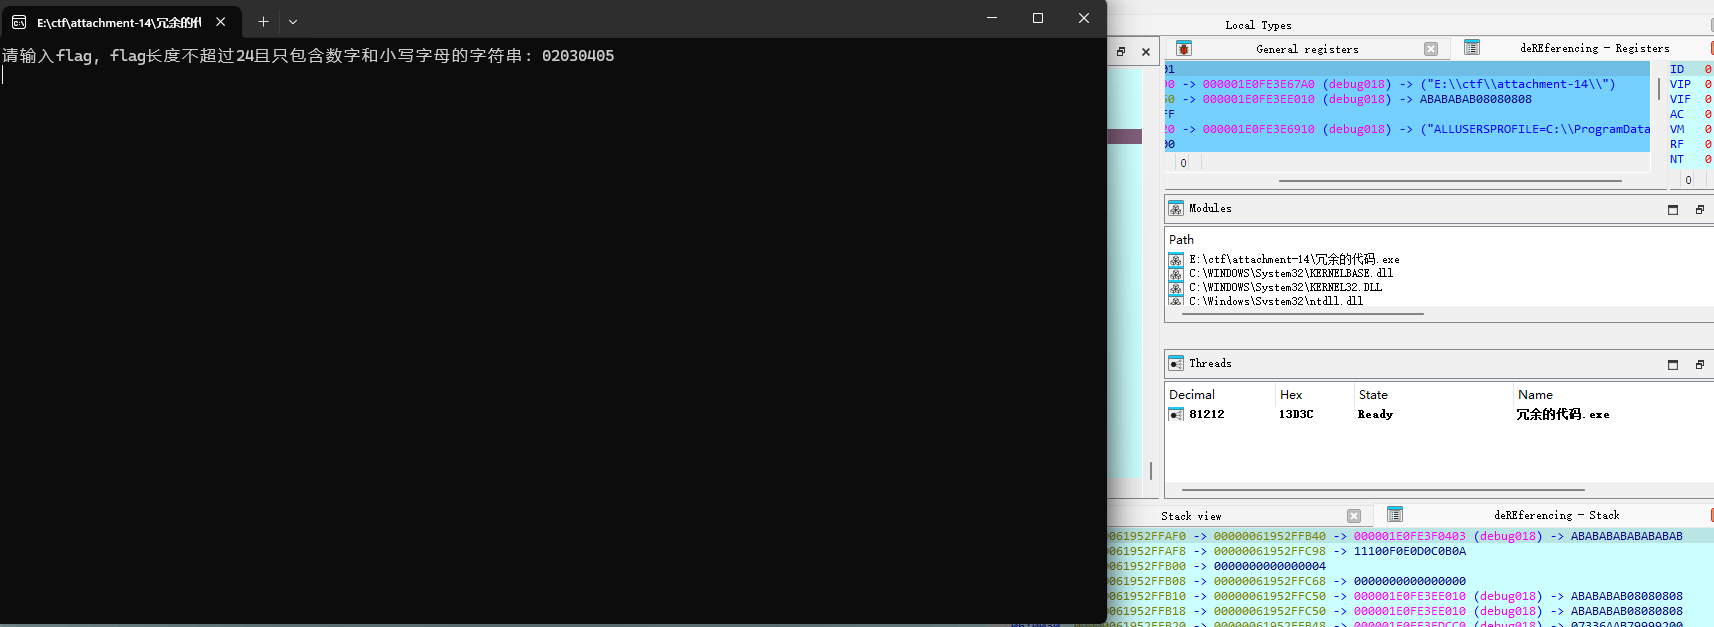 E:\ctf\attachment-14\冗余的代
请输入flag, flag长度不超过24且只包含数字和小写字母的字符串: 02030405
Local Types
General registers
deREferencing - Registers
01
-> 000001E0FE3E67A0 (debug018) -> ("E:\\ctf\\attachment-14\\")
-> 000001E0FE3EE010 (debug018) -> ABABABAB08080808
FF
-> 000001E0FE3E6910 (debug018) -> ("ALLUSERSPROFILE=C:\\ProgramData
00
0
ID 0
VIP 0
VIF 0
AC 0
VM 0
RF 0
NT 0
0
Modules
Path
E:\ctf\attachment-14\冗余的代码.exe
C:\WINDOWS\System32\KERNELBASE.dll
C:\WINDOWS\System32\KERNEL32.DLL
C:\Windows\System32\ntdll.dll
Threads
Decimal Hex State Name
81212 13D3C Ready 冗余的代码.exe
Stack view
deREferencing - Stack
061952FFAF0 -> 00000061952FFB40 -> 000001E0FE3F0403 (debug018) -> ABABABABABABABAB
061952FFAF8 -> 00000061952FFC98 -> 11100F0E0D0C0B0A
061952FFB00 -> 0000000000000004
061952FFB08 -> 00000061952FFC68 -> 0000000000000000
061952FFB10 -> 00000061952FFC50 -> 000001E0FE3EE010 (debug018) -> ABABABAB08080808
061952FFB18 -> 00000061952FFC50 -> 000001E0FE3EE010 (debug018) -> ABABABAB08080808
061952FFB20 -> 00000061952FFB48 -> 000001E0FE3EDCC0 (debug018) -> 07336AAB79999200